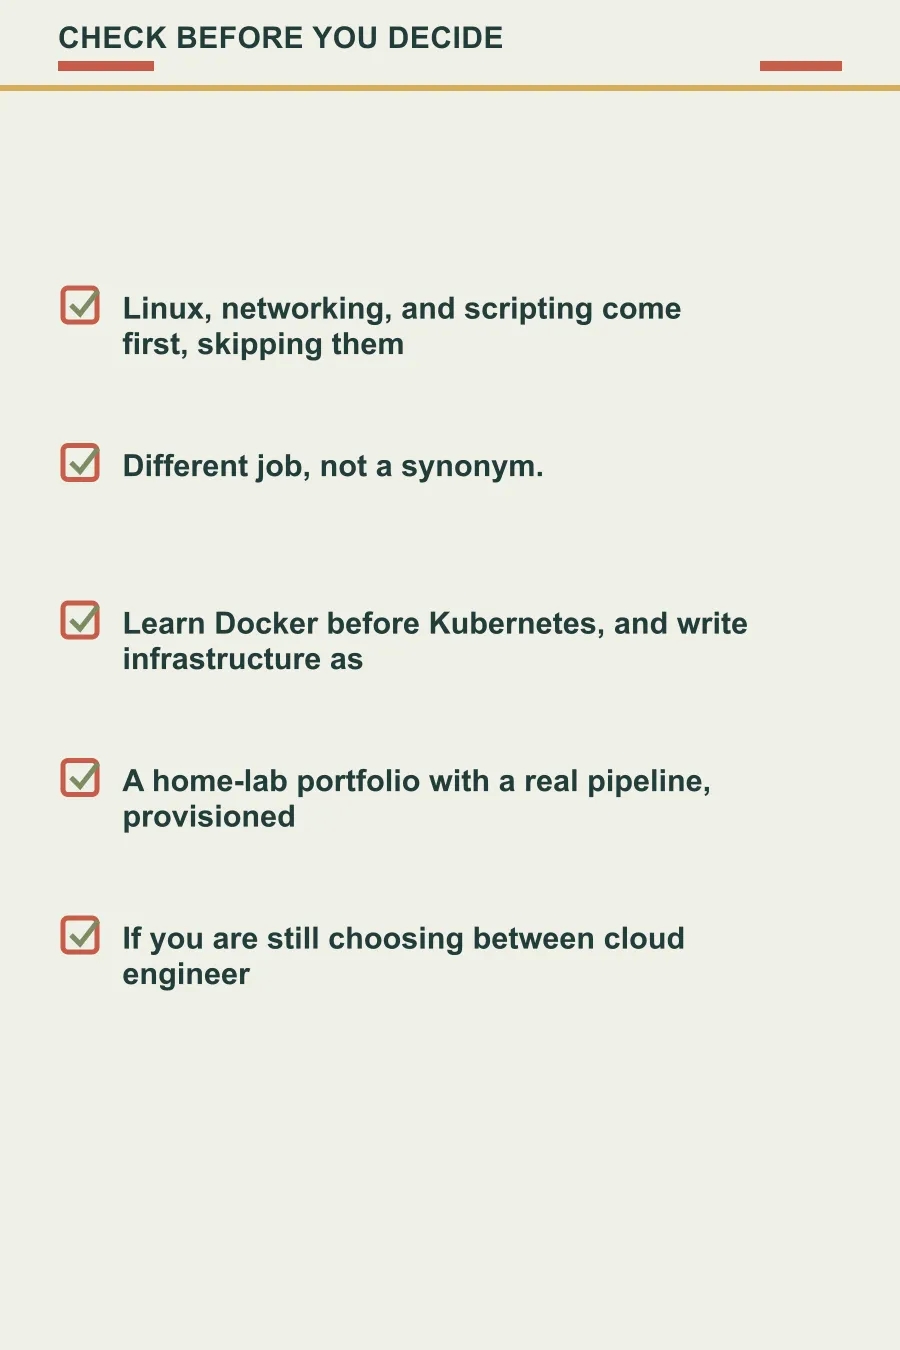 CHECK BEFORE YOU DECIDE
Linux, networking, and scripting come
first, skipping them
Different job, not a synonym.
Learn Docker before Kubernetes, and write
infrastructure as
A home-lab portfolio with a real pipeline,
provisioned
If you are still choosing between cloud
engineer